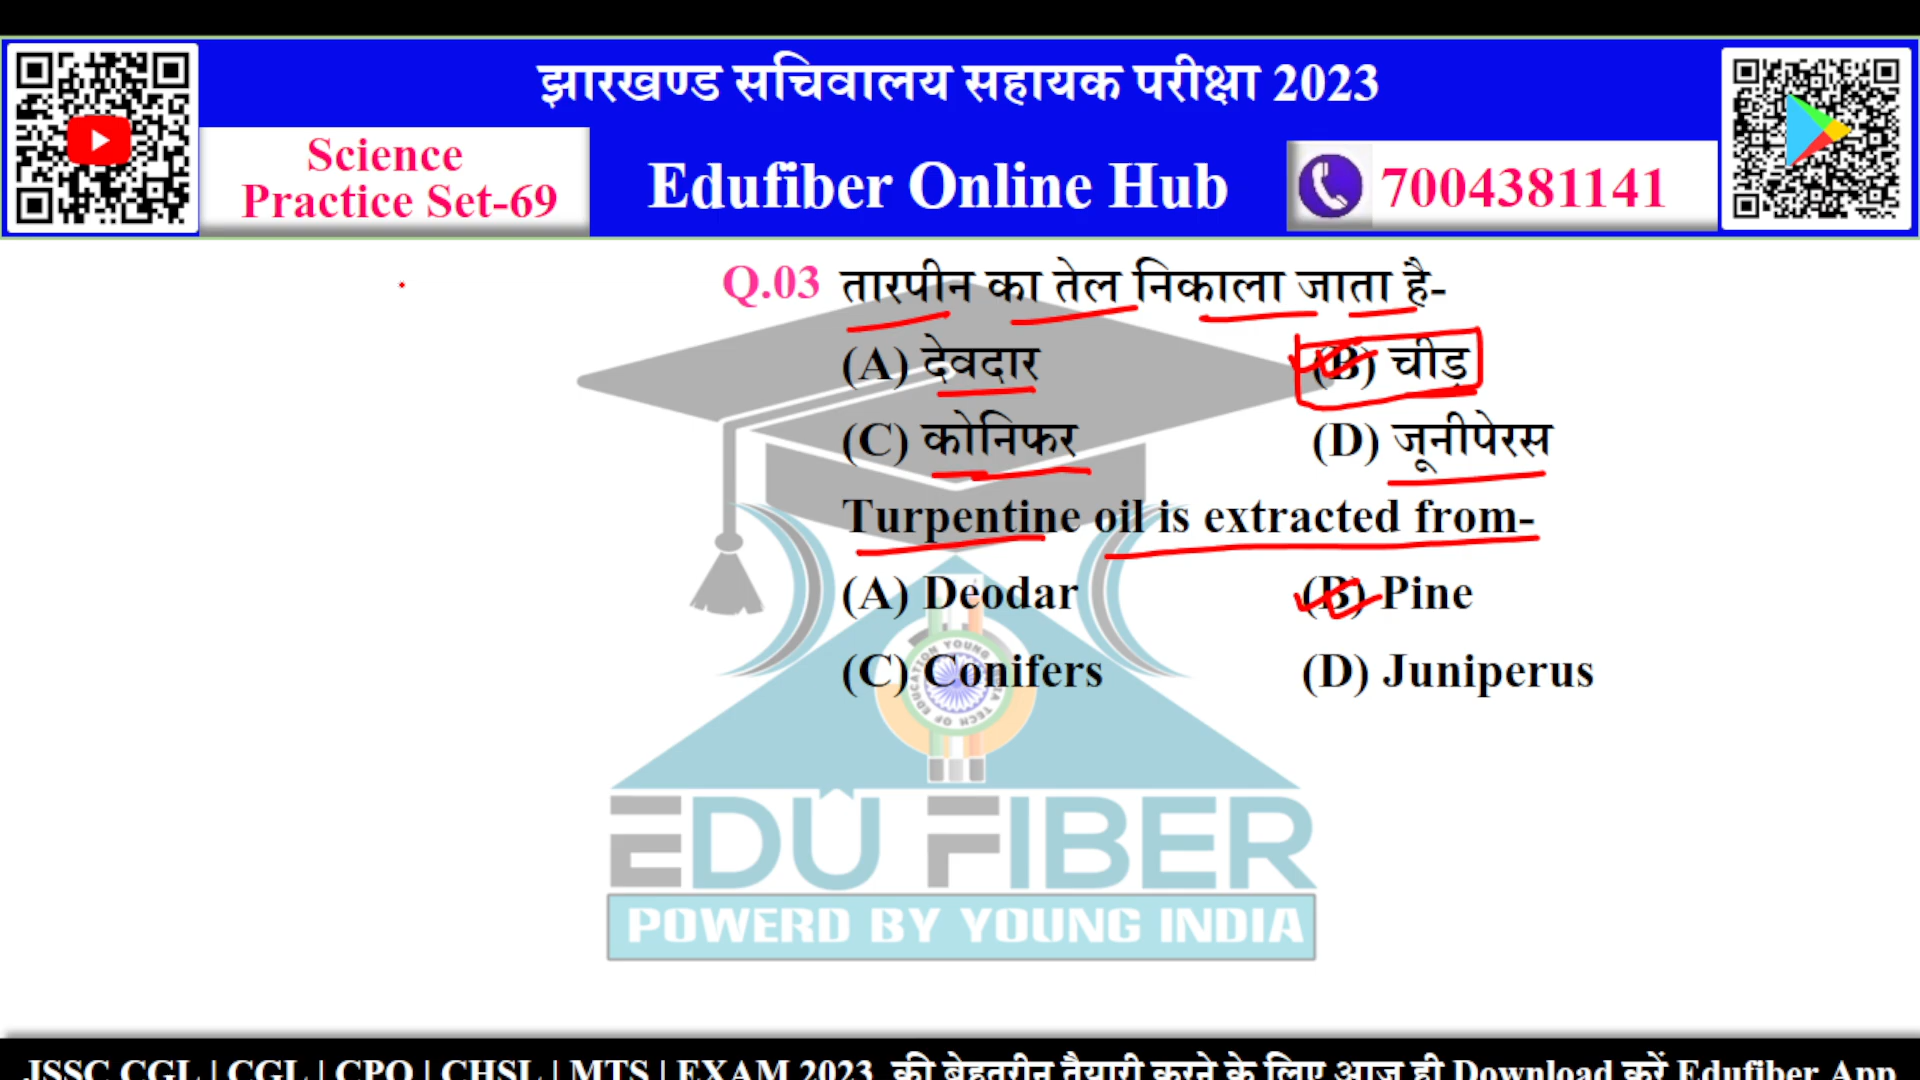 झारखण्ड सचिवालय सहायक परीक्षा 2023
Science
Practice Set-69
Edufiber Online Hub
7004381141
Q.03 तारपीन का तेल निकाला जाता है-
(A) देवदार (B) चीड़
(C) कोनिफर (D) जूनीपेरस
Turpentine oil is extracted from-
(A) Deodar (B) Pine
(C) Conifers (D) Juniperus
EDU FIBER
POWERD BY YOUNG INDIA
JSSC CGL | CGL | CPO | CHSL | MTS | EXAM 2023 की बेहतरीन तैयारी करने के लिए आज ही Download करें Edufiber App